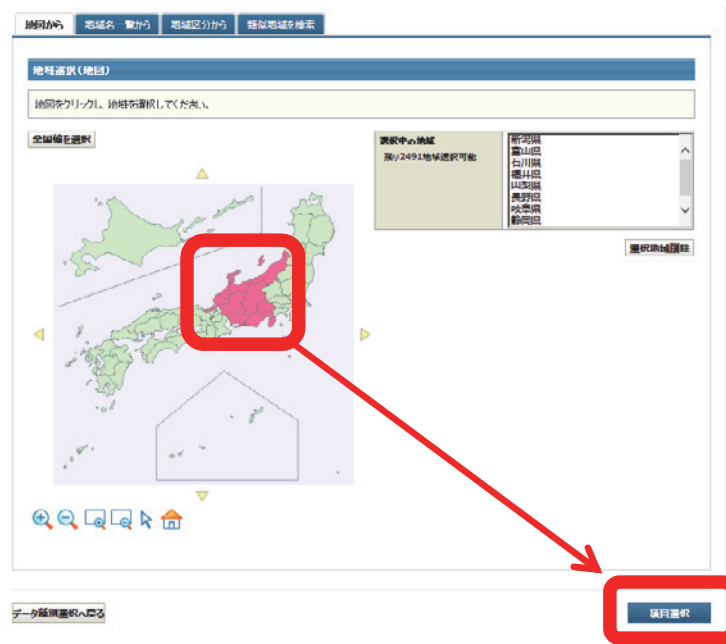 地図から 地域名一覧から 地域区分から 類似地域を検索
地域選択(地図)
地図をクリックし、地域を選択してください。
全国編を選択
選択中の地域
残り2491地域選択可能
新潟県
富山県
石川県
福井県
山梨県
長野県
岐阜県
静岡県
選択地域削除
データ種別選択へ戻る
項目選択